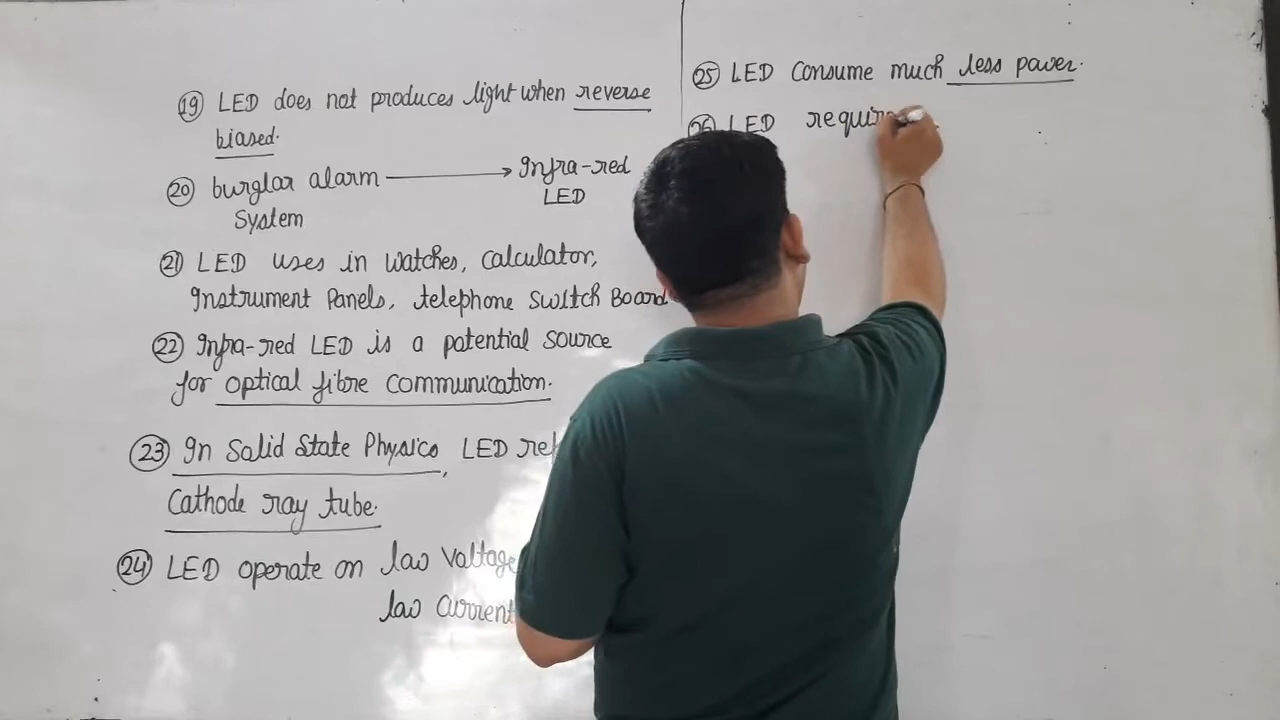 (19) LED does not produces light when reverse
biased.
(20) burglar alarm → Infra-red
System LED
(21) LED uses in watches, calculator,
Instrument Panels, telephone switch Board
(22) Infra-red LED is a potential source
for optical fibre communication.
(23) In Solid State Physics, LED
Cathode ray tube.
(24) LED operate on low voltage
low current
(25) LED Consume much less power.
(26) LED